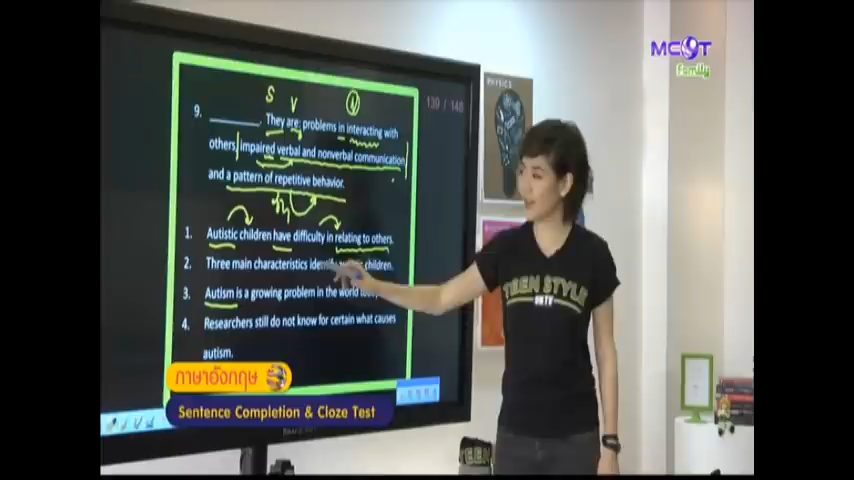 MCOT
family
139 / 148
PHYSICS
S V N
9. ________. They are: problems in interacting with
others, impaired verbal and nonverbal communication
and a pattern of repetitive behavior.
1. Autistic children have difficulty in relating to others.
2. Three main characteristics identify autistic children.
3. Autism is a growing problem in the world
4. Researchers still do not know for certain what causes
autism.
TEEN STYLE
ภาษาอังกฤษ
Sentence Completion & Cloze Test